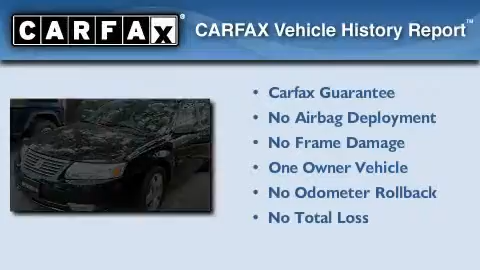 CARFAX® CARFAX Vehicle History Report™
• Carfax Guarantee
• No Airbag Deployment
• No Frame Damage
• One Owner Vehicle
• No Odometer Rollback
• No Total Loss